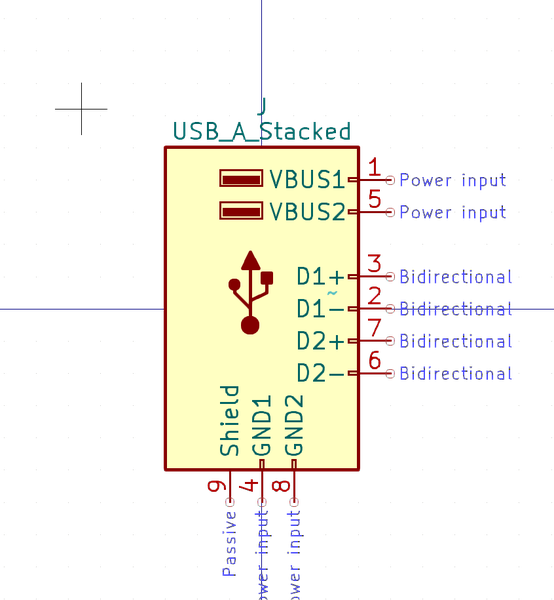 J
USB_A_Stacked
VBUS1 1 Power input
VBUS2 5 Power input
D1+ 3 Bidirectional
~
D1- 2 Bidirectional
D2+ 7 Bidirectional
D2- 6 Bidirectional
Shield 9 Passive
GND1 4 ower input
GND2 8 ower input